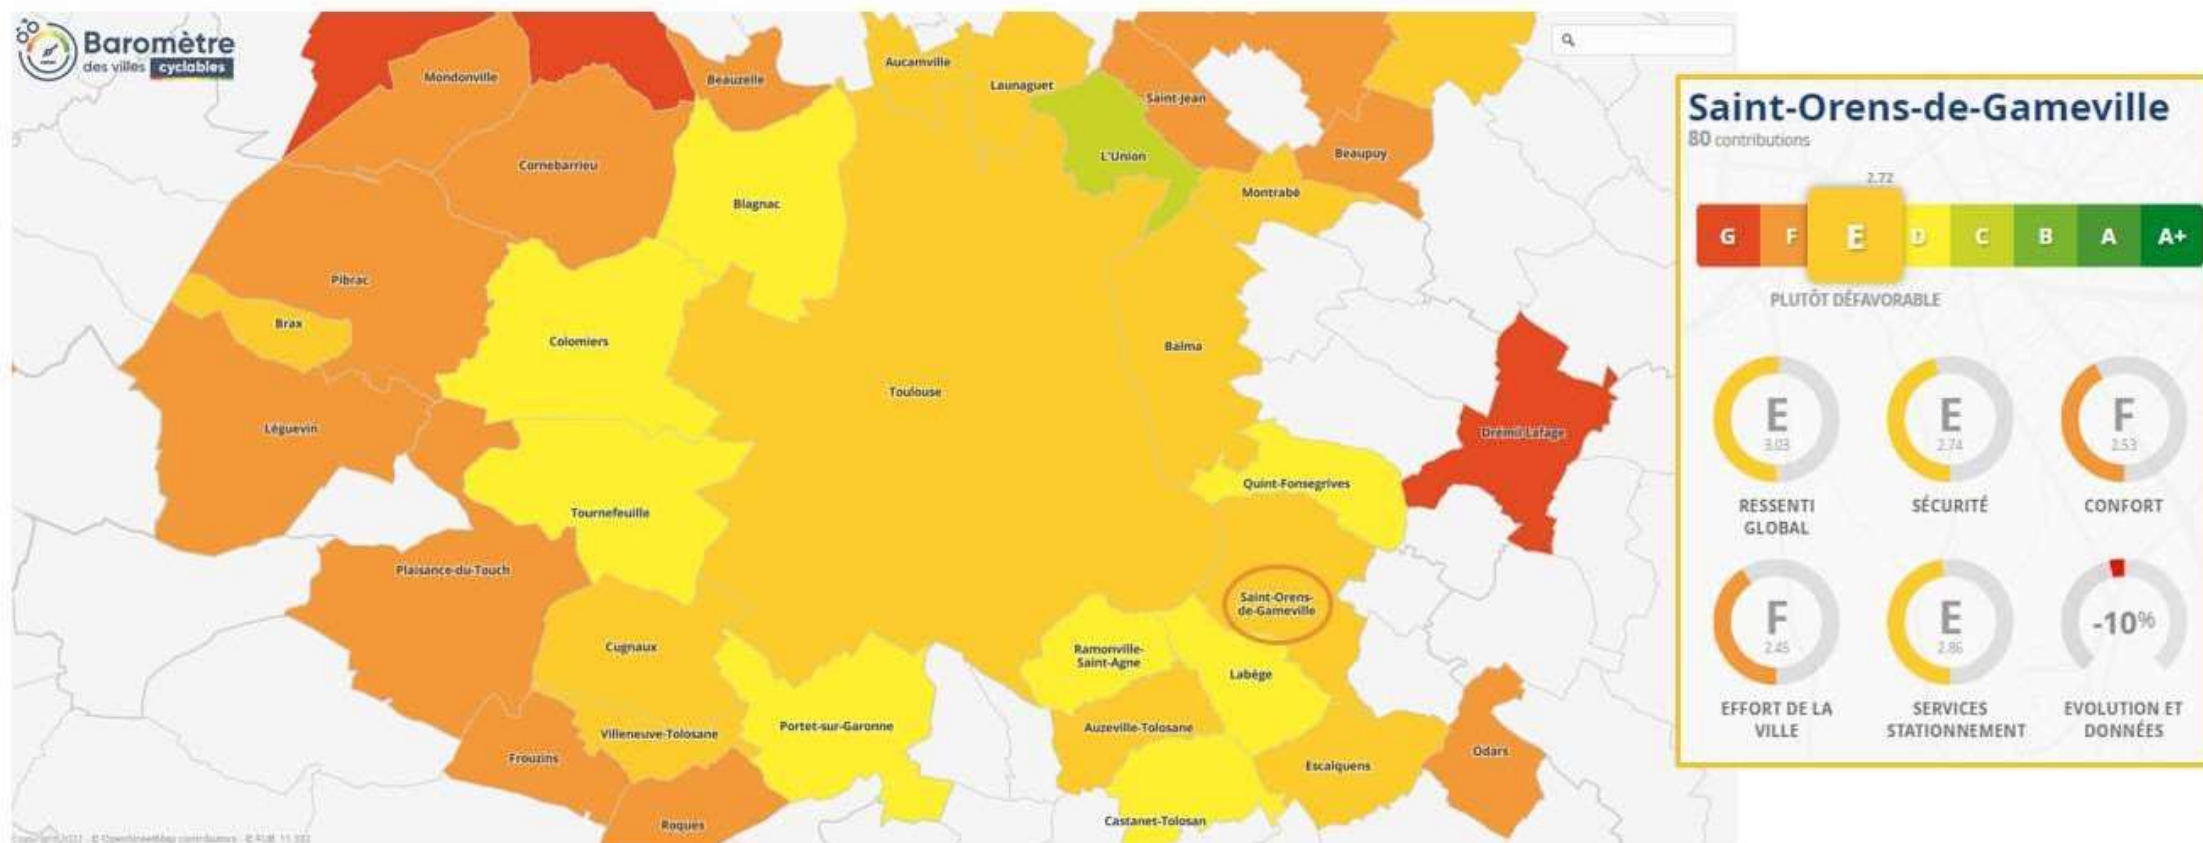 Baromètre
des villes cyclables
Mondonville
Beauzelle
Aucamville
Launaguet
Saint-Jean
Cornebarrieu
L'Union
Beaupuy
Montrabé
Blagnac
Pibrac
Brax
Colomiers
Balma
Toulouse
Léguevin
Drémil-Lafage
Quint-Fonsegrives
Tournefeuille
Plaisance-du-Touch
Saint-Orens-
de-Gameville
Cugnaux
Ramonville-
Saint-Agne
Labège
Villeneuve-Tolosane
Portet-sur-Garonne
Auzeville-Tolosane
Frouzins
Escalquens
Odars
Roques
Castanet-Tolosan
Saint-Orens-de-Gameville
80 contributions
2.72
G F E D C B A A+
PLUTÔT DÉFAVORABLE
E
3.03
RESSENTI
GLOBAL
E
2.74
SÉCURITÉ
F
2.53
CONFORT
F
2.45
EFFORT DE LA
VILLE
E
2.86
SERVICES
STATIONNEMENT
-10%
EVOLUTION ET
DONNÉES
© OpenStreetMap contributors